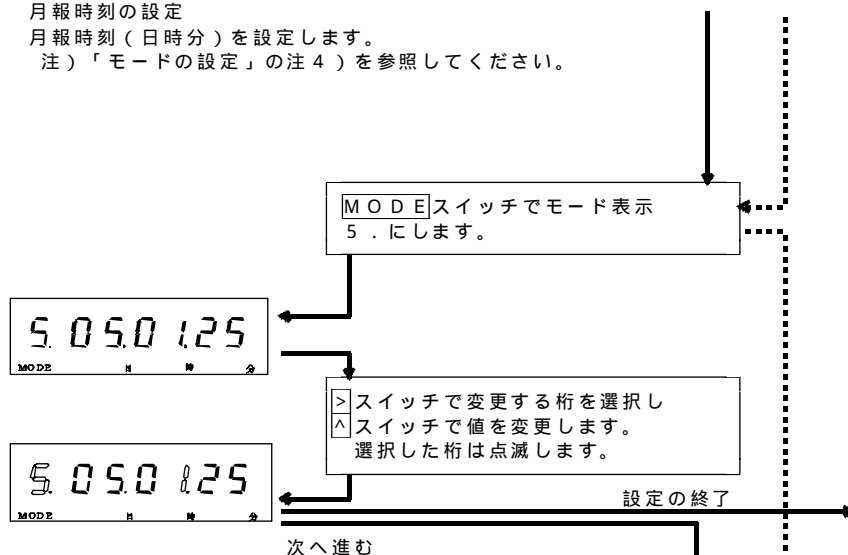 月報時刻の設定
月報時刻(日時分)を設定します。
注)「モードの設定」の注4)を参照してください。
MODEスイッチでモード表示
5.にします。
5. 05.01.25
MODE 日 時 分
>スイッチで変更する桁を選択し
^スイッチで値を変更します。
選択した桁は点滅します。
5. 05.01.25
MODE 日 時 分
設定の終了
次へ進む